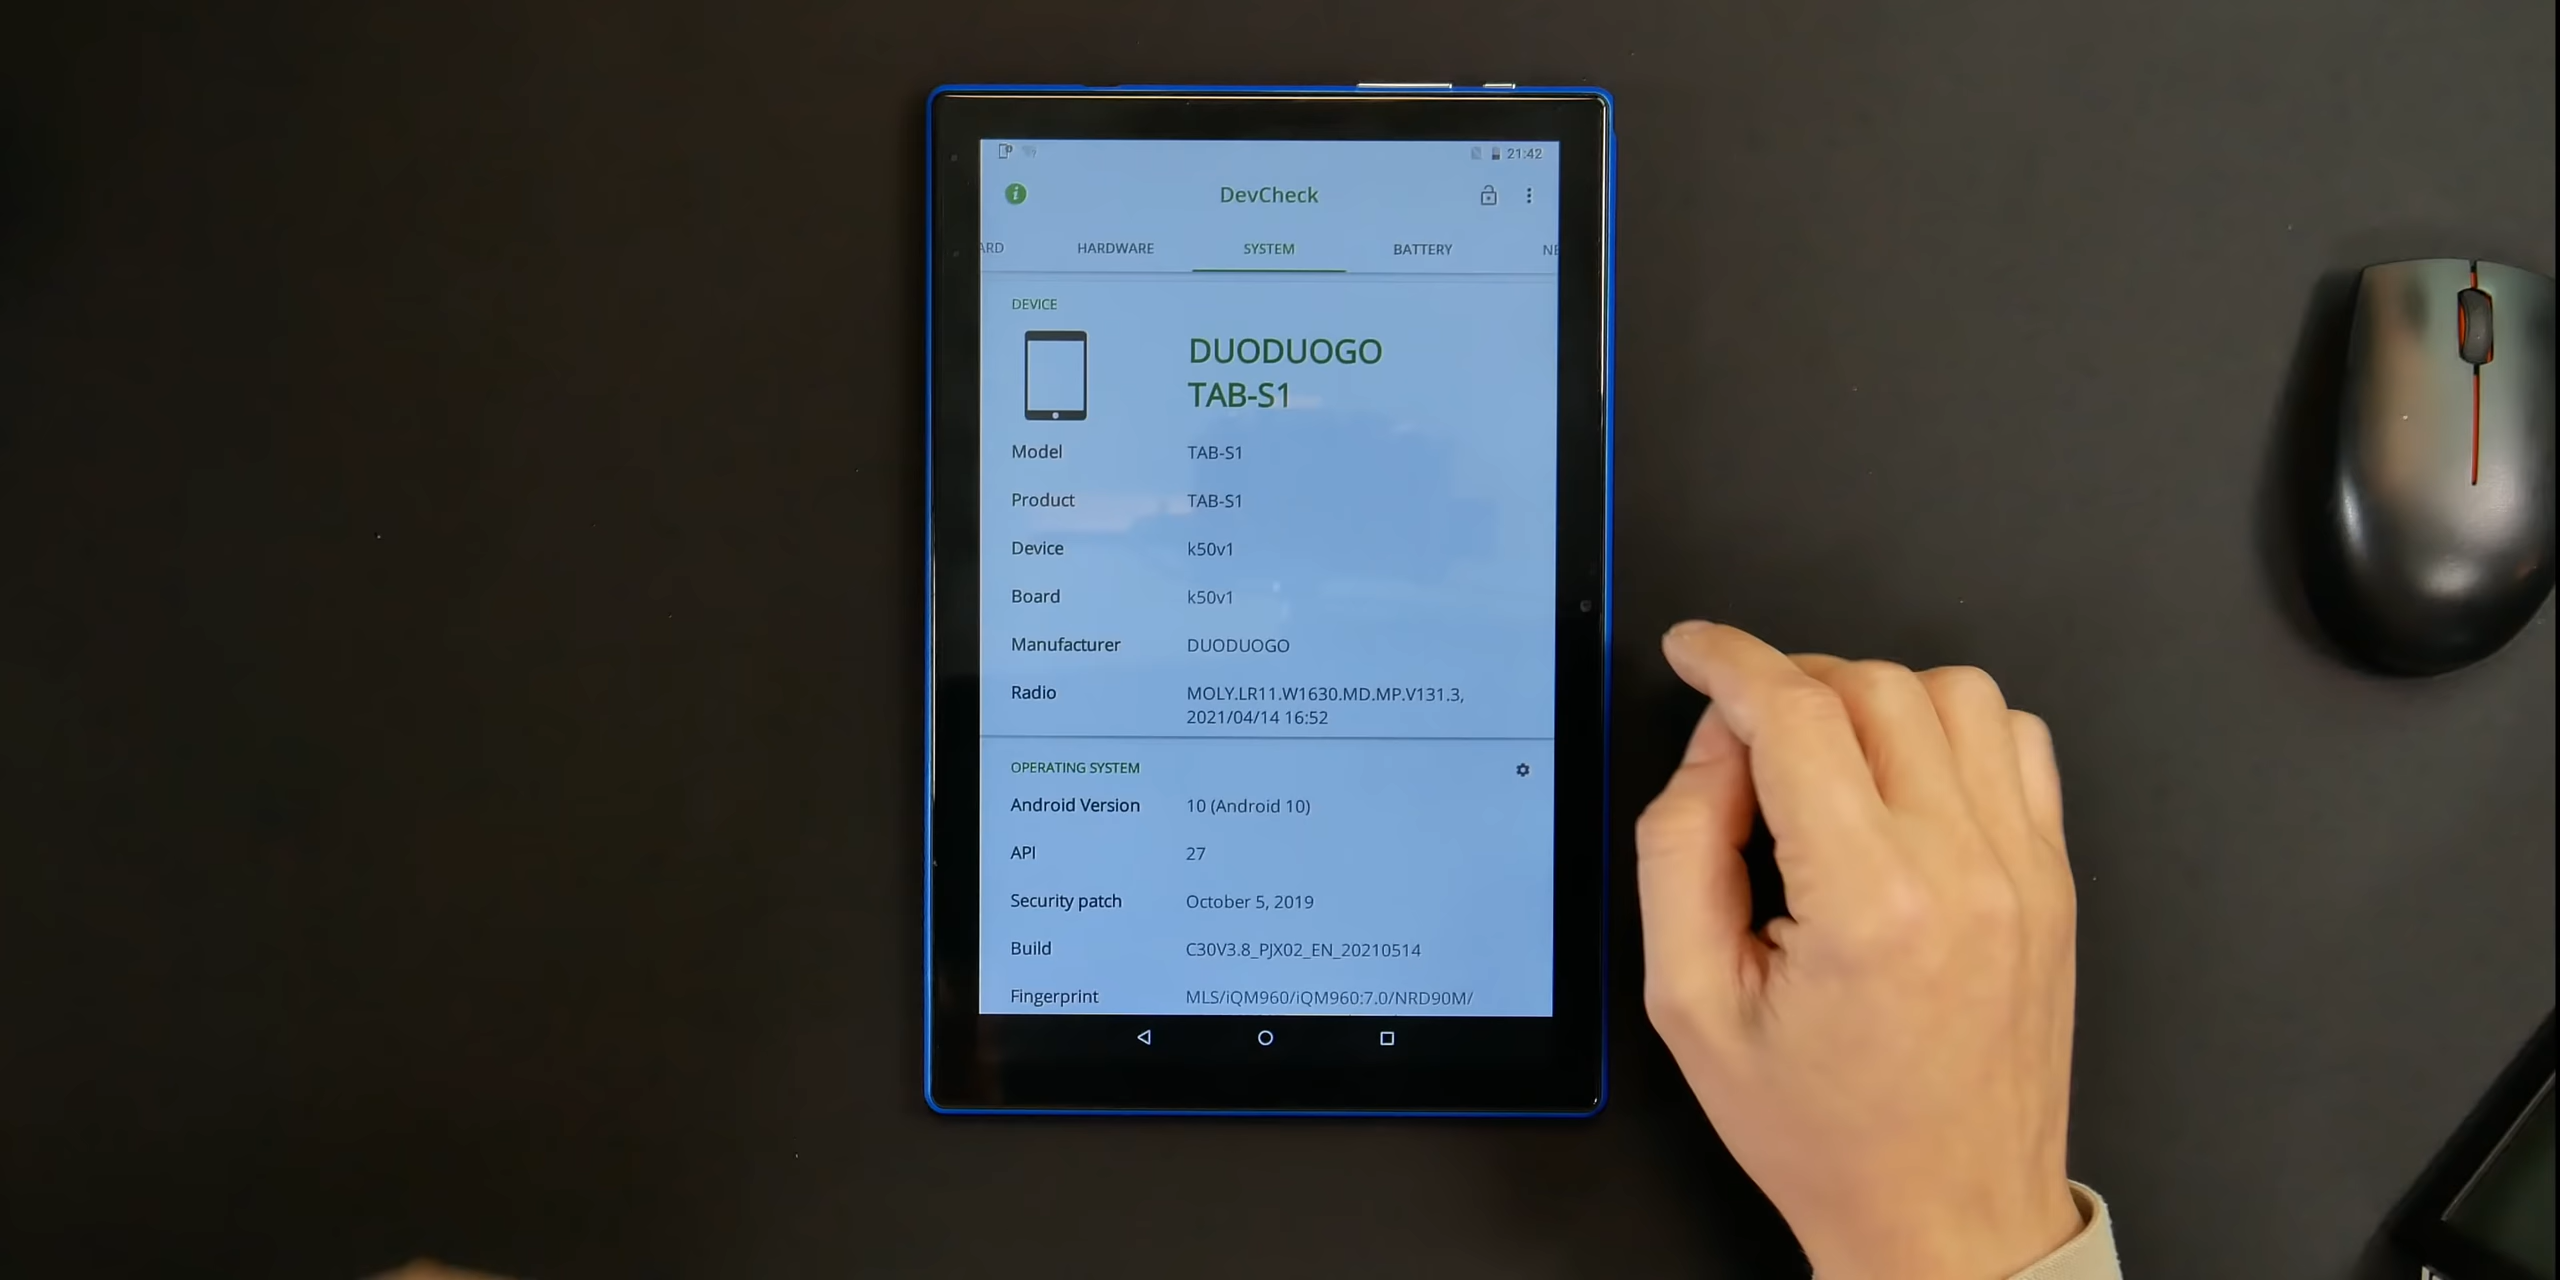 21:42
DevCheck
ARD HARDWARE SYSTEM BATTERY NE
DEVICE
DUODUOGO
TAB-S1
Model TAB-S1
Product TAB-S1
Device k50v1
Board k50v1
Manufacturer DUODUOGO
Radio MOLY.LR11.W1630.MD.MP.V131.3,
2021/04/14 16:52
OPERATING SYSTEM
Android Version 10 (Android 10)
API 27
Security patch October 5, 2019
Build C30V3.8_PJX02_EN_20210514
Fingerprint MLS/iQM960/iQM960:7.0/NRD90M/